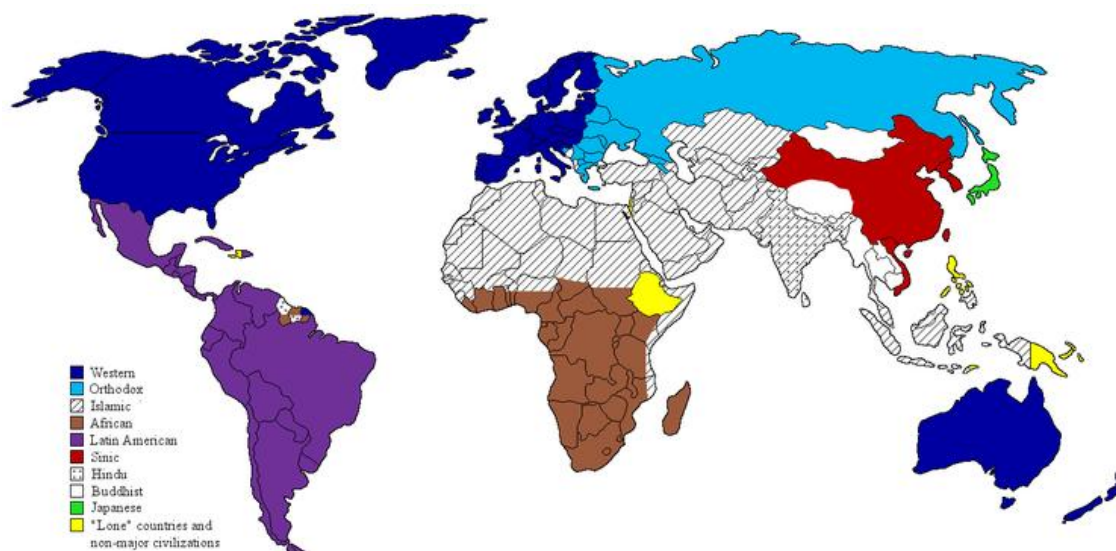 Western
Orthodox
Islamic
African
Latin American
Sinic
Hindu
Buddhist
Japanese
"Lone" countries and
non-major civilizations